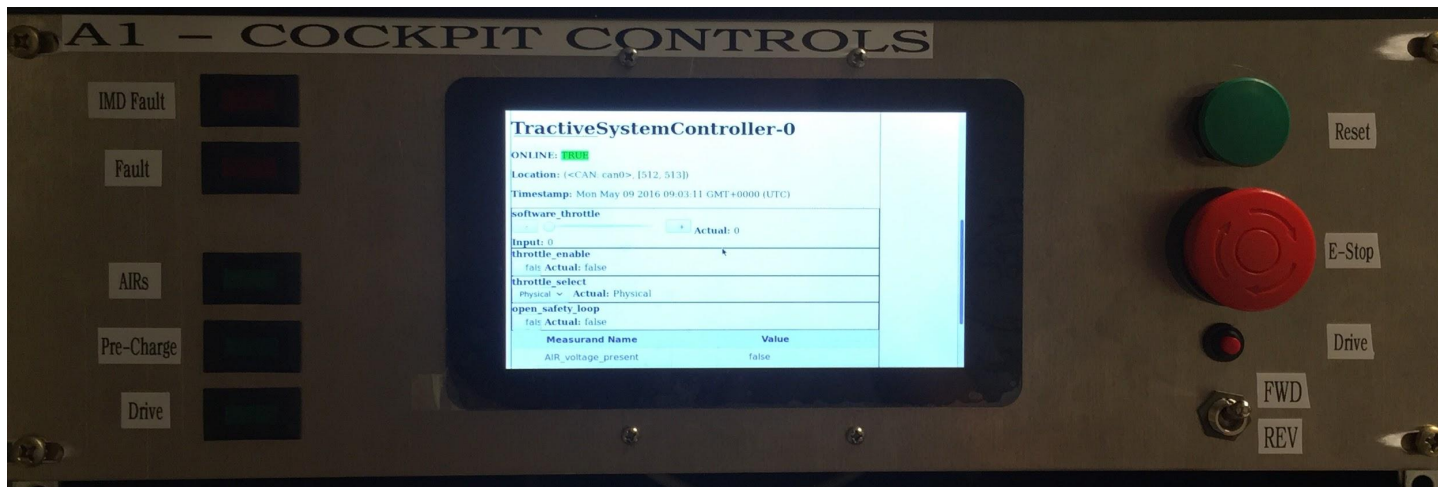 A1 - COCKPIT CONTROLS
IMD Fault
Fault
AIRs
Pre-Charge
Drive
TractiveSystemController-0
ONLINE: TRUE
Location: (<CAN: can0>, [512, 513])
Timestamp: Mon May 09 2016 09:03:11 GMT+0000 (UTC)
software_throttle
Actual: 0
Input: 0
throttle_enable
fals Actual: false
throttle_select
Physical Actual: Physical
open_safety_loop
fals Actual: false
Measurand Name Value
AIR_voltage_present false
Reset
E-Stop
Drive
FWD
REV